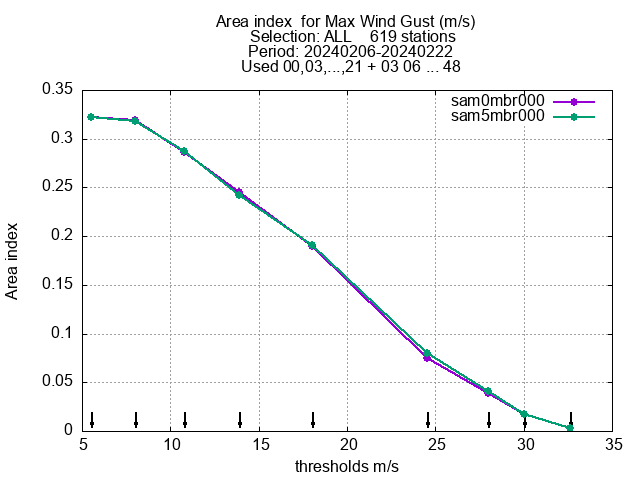 Area index  for Max Wind Gust (m/s)
Selection: ALL    619 stations
Period: 20240206-20240222
Used 00,03,...,21 + 03 06 ... 48
sam0mbr000
sam5mbr000
0.35
0.3
0.25
0.2
0.15
0.1
0.05
0
Area index
5
10
15
20
25
30
35
thresholds m/s